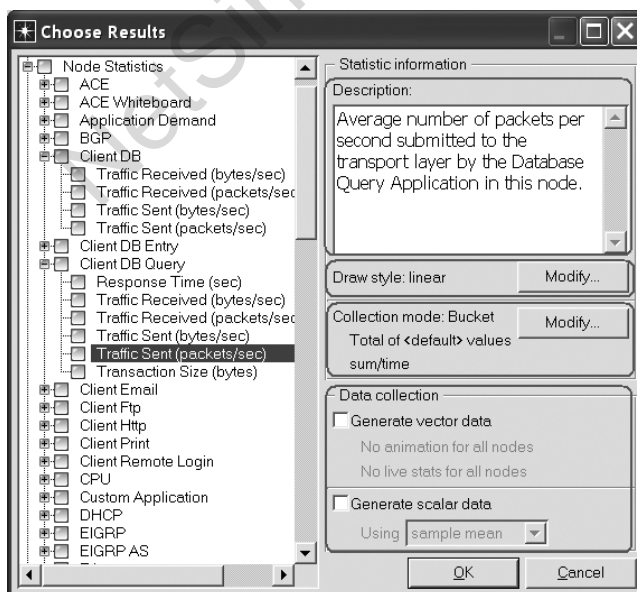 Choose Results
Node Statistics
ACE
ACE Whiteboard
Application Demand
BGP
Client DB
Traffic Received (bytes/sec)
Traffic Received (packets/sec
Traffic Sent (bytes/sec)
Traffic Sent (packets/sec)
Client DB Entry
Client DB Query
Response Time (sec)
Traffic Received (bytes/sec)
Traffic Received (packets/sec
Traffic Sent (bytes/sec)
Traffic Sent (packets/sec)
Transaction Size (bytes)
Client Email
Client Ftp
Client Http
Client Print
Client Remote Login
CPU
Custom Application
DHCP
EIGRP
EIGRP AS
Statistic information
Description:
Average number of packets per
second submitted to the
transport layer by the Database
Query Application in this node.
Draw style: linear
Modify...
Collection mode: Bucket
Modify...
Total of <default> values
sum/time
Data collection
Generate vector data
No animation for all nodes
No live stats for all nodes
Generate scalar data
Using sample mean
OK
Cancel